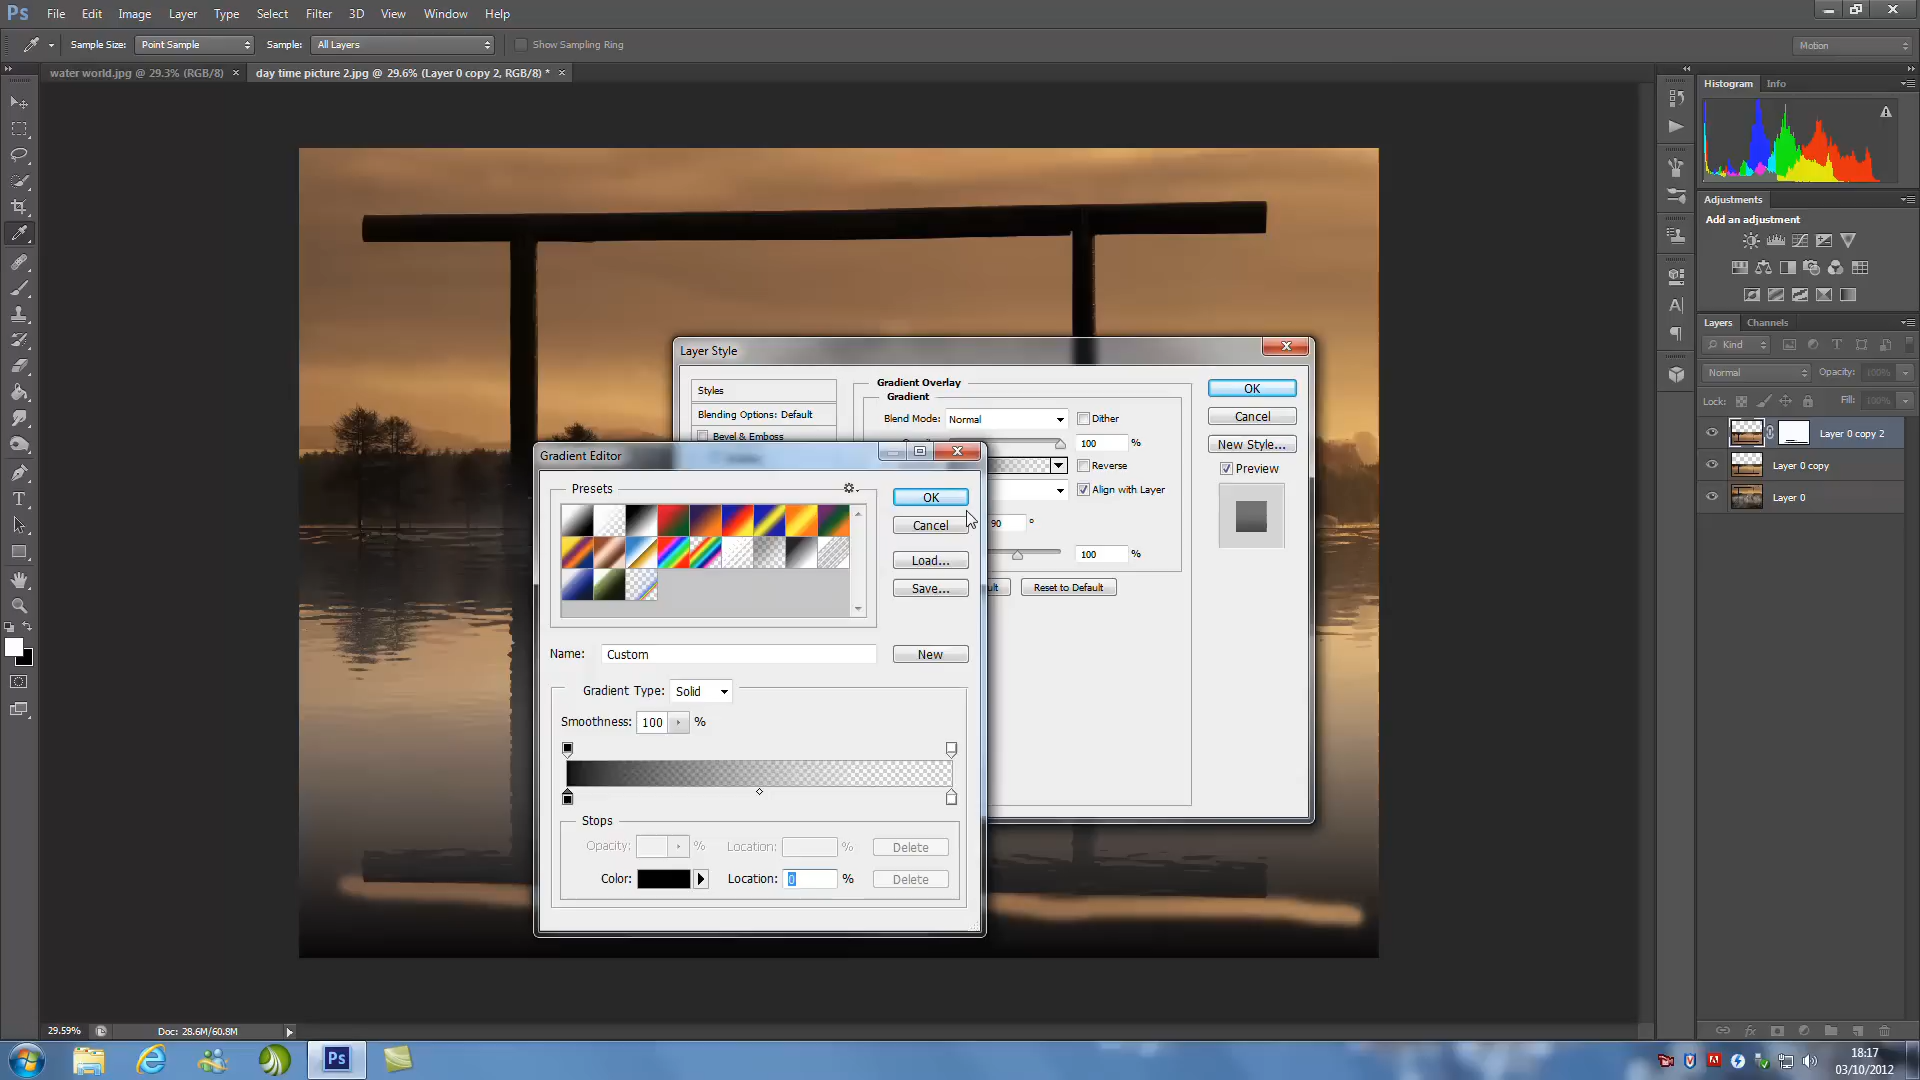 Ps File Edit Image Layer Type Select Filter 3D View Window Help
Sample Size: Point Sample Sample: All Layers Show Sampling Ring Motion
water world.jpg @ 29.3% (RGB/8) × day time picture 2.jpg @ 29.6% (Layer 0 copy 2, RGB/8) * ×
Histogram Info
Adjustments
Add an adjustment
Layers Channels
Kind
Normal Opacity: 100%
Lock: Fill: 100%
Layer 0 copy 2
Layer 0 copy
Layer 0
Layer Style
Styles
Blending Options: Default
Bevel & Emboss
Gradient Overlay
Gradient
Blend Mode: Normal Dither
100 %
Reverse
Align with Layer
90 °
100 %
Reset to Default
OK
Cancel
New Style...
Preview
Gradient Editor
Presets
OK
Cancel
Load...
Save...
Name: Custom New
Gradient Type: Solid
Smoothness: 100 %
Stops
Opacity: % Location: % Delete
Color: Location: 0 % Delete
29.59% Doc: 28.6M/60.8M
Ps
18:17
03/10/2012